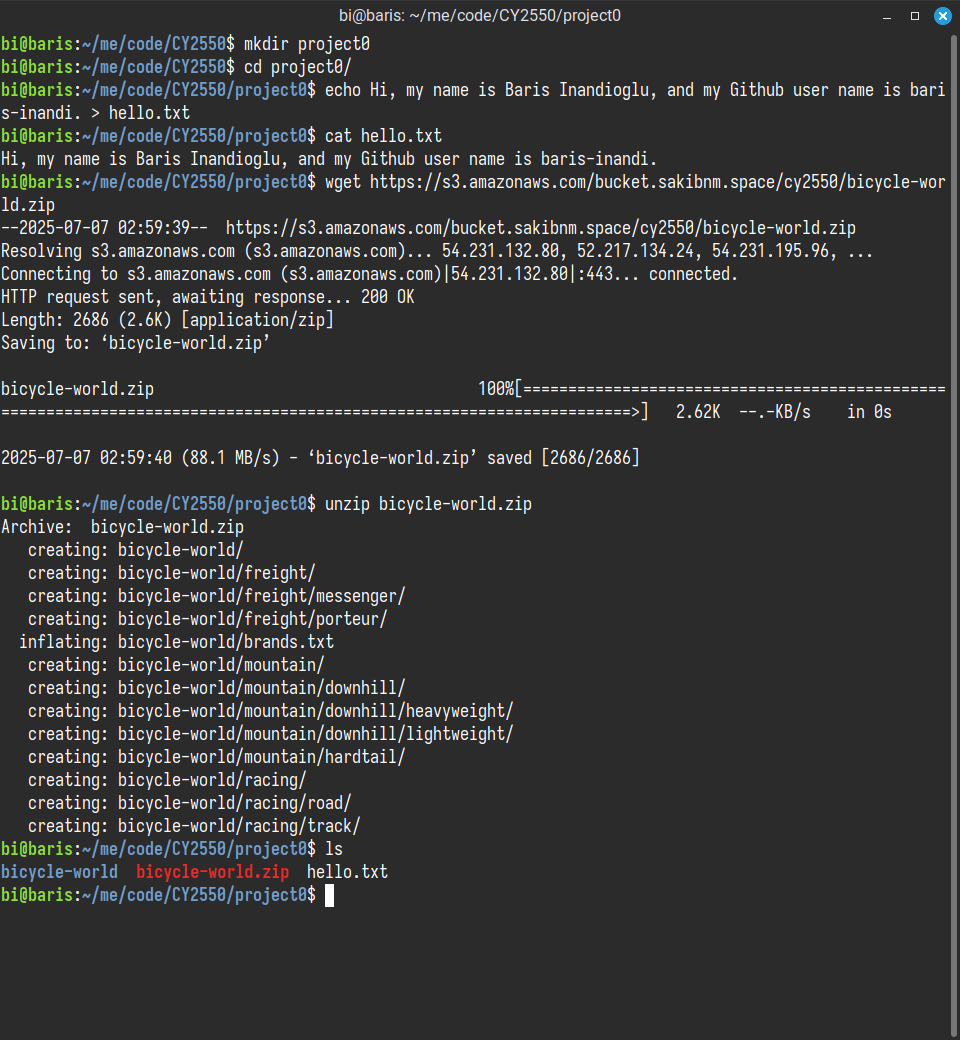 bi@baris: ~/me/code/CY2550/project0
bi@baris:~/me/code/CY2550$ mkdir project0
bi@baris:~/me/code/CY2550$ cd project0/
bi@baris:~/me/code/CY2550/project0$ echo Hi, my name is Baris Inandioglu, and my Github user name is bari
s-inandi. > hello.txt
bi@baris:~/me/code/CY2550/project0$ cat hello.txt
Hi, my name is Baris Inandioglu, and my Github user name is baris-inandi.
bi@baris:~/me/code/CY2550/project0$ wget https://s3.amazonaws.com/bucket.sakibnm.space/cy2550/bicycle-wor
ld.zip
--2025-07-07 02:59:39--  https://s3.amazonaws.com/bucket.sakibnm.space/cy2550/bicycle-world.zip
Resolving s3.amazonaws.com (s3.amazonaws.com)... 54.231.132.80, 52.217.134.24, 54.231.195.96, ...
Connecting to s3.amazonaws.com (s3.amazonaws.com)|54.231.132.80|:443... connected.
HTTP request sent, awaiting response... 200 OK
Length: 2686 (2.6K) [application/zip]
Saving to: ‘bicycle-world.zip’
bicycle-world.zip                                    100%[===============================================
======================================================================>]   2.62K  --.-KB/s    in 0s
2025-07-07 02:59:40 (88.1 MB/s) - ‘bicycle-world.zip’ saved [2686/2686]
bi@baris:~/me/code/CY2550/project0$ unzip bicycle-world.zip
Archive:  bicycle-world.zip
   creating: bicycle-world/
   creating: bicycle-world/freight/
   creating: bicycle-world/freight/messenger/
   creating: bicycle-world/freight/porteur/
  inflating: bicycle-world/brands.txt
   creating: bicycle-world/mountain/
   creating: bicycle-world/mountain/downhill/
   creating: bicycle-world/mountain/downhill/heavyweight/
   creating: bicycle-world/mountain/downhill/lightweight/
   creating: bicycle-world/mountain/hardtail/
   creating: bicycle-world/racing/
   creating: bicycle-world/racing/road/
   creating: bicycle-world/racing/track/
bi@baris:~/me/code/CY2550/project0$ ls
bicycle-world  bicycle-world.zip  hello.txt
bi@baris:~/me/code/CY2550/project0$